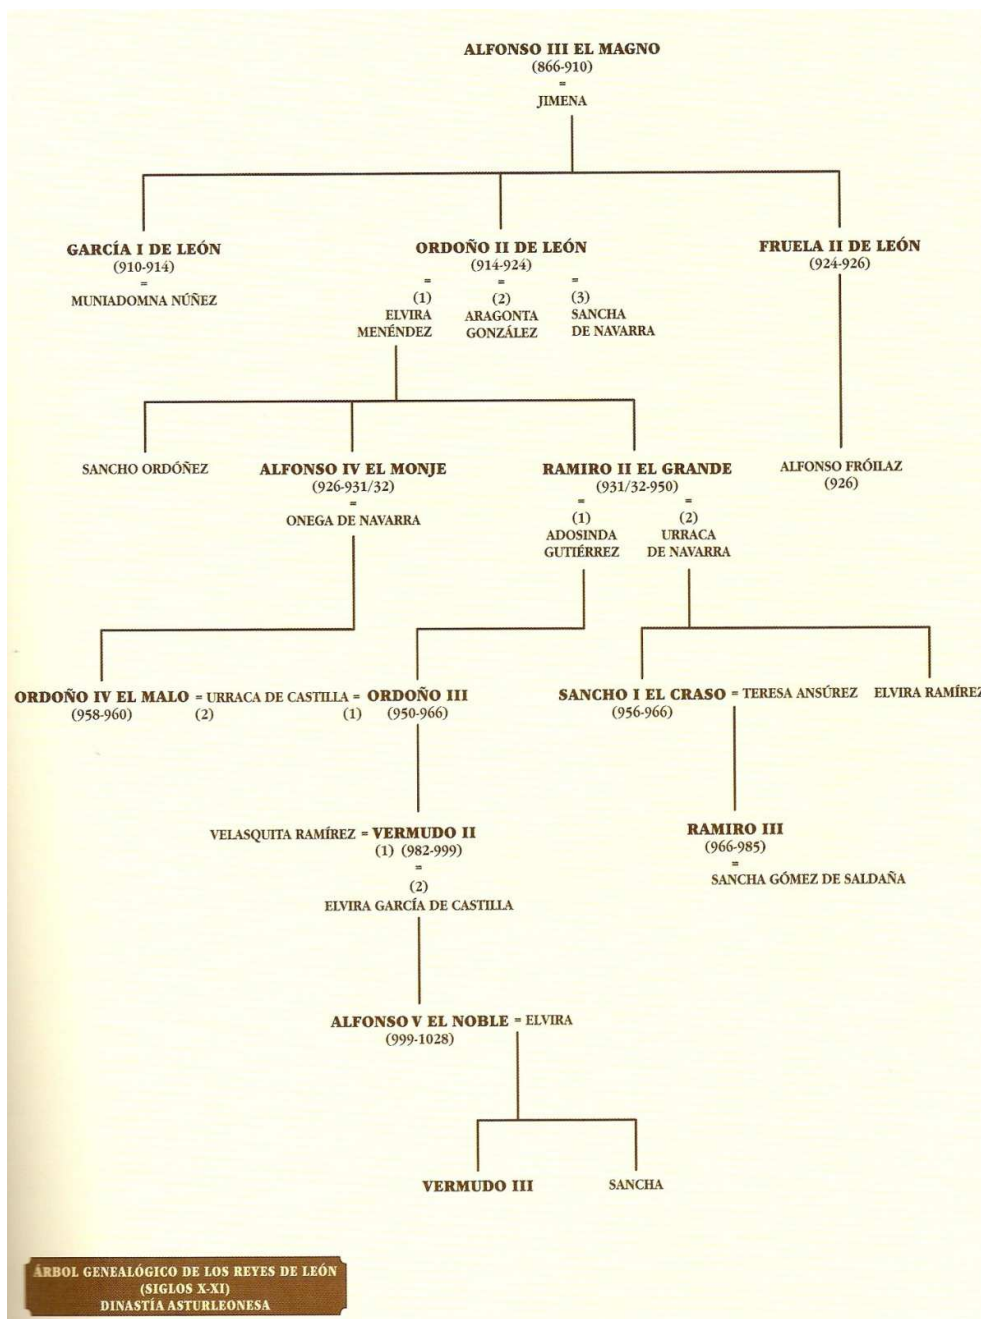 ALFONSO III EL MAGNO
(866-910)
=
JIMENA
GARCÍA I DE LEÓN
(910-914)
=
MUNIADOMNA NÚÑEZ
ORDOÑO II DE LEÓN
(914-924)
= = =
(1) (2) (3)
ELVIRA ARAGONTA SANCHA
MENÉNDEZ GONZÁLEZ DE NAVARRA
FRUELA II DE LEÓN
(924-926)
SANCHO ORDÓÑEZ
ALFONSO IV EL MONJE
(926-931/32)
=
ONEGA DE NAVARRA
RAMIRO II EL GRANDE
(931/32-950)
= =
(1) (2)
ADOSINDA URRACA
GUTIÉRREZ DE NAVARRA
ALFONSO FRÓILAZ
(926)
ORDOÑO IV EL MALO = URRACA DE CASTILLA = ORDOÑO III
(958-960) (2) (1) (950-966)
SANCHO I EL CRASO = TERESA ANSÚREZ ELVIRA RAMÍREZ
(956-966)
VELASQUITA RAMÍREZ = VERMUDO II
(1) (982-999)
=
(2)
ELVIRA GARCÍA DE CASTILLA
RAMIRO III
(966-985)
=
SANCHA GÓMEZ DE SALDAÑA
ALFONSO V EL NOBLE = ELVIRA
(999-1028)
VERMUDO III SANCHA
ÁRBOL GENEALÓGICO DE LOS REYES DE LEÓN
(SIGLOS X-XI)
DINASTÍA ASTURLEONESA